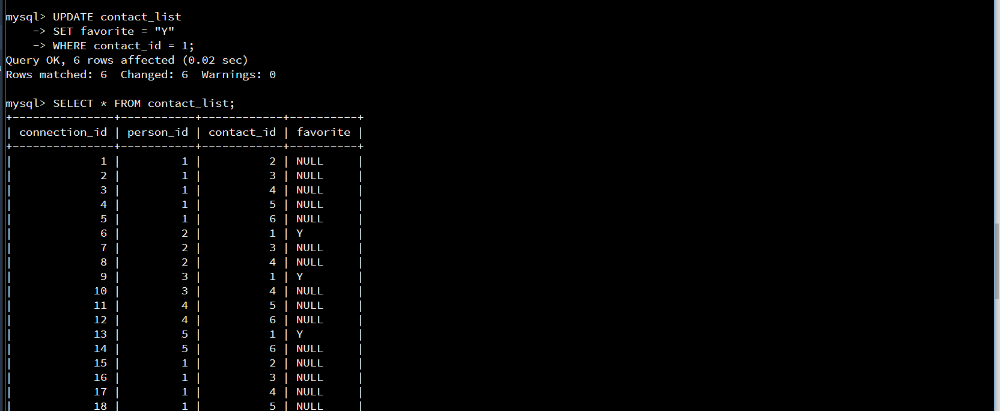 mysql> UPDATE contact_list
    -> SET favorite = "Y"
    -> WHERE contact_id = 1;
Query OK, 6 rows affected (0.02 sec)
Rows matched: 6  Changed: 6  Warnings: 0

mysql> SELECT * FROM contact_list;
+---------------+-----------+------------+----------+
| connection_id | person_id | contact_id | favorite |
+---------------+-----------+------------+----------+
|             1 |         1 |          2 | NULL     |
|             2 |         1 |          3 | NULL     |
|             3 |         1 |          4 | NULL     |
|             4 |         1 |          5 | NULL     |
|             5 |         1 |          6 | NULL     |
|             6 |         2 |          1 | Y        |
|             7 |         2 |          3 | NULL     |
|             8 |         2 |          4 | NULL     |
|             9 |         3 |          1 | Y        |
|            10 |         3 |          4 | NULL     |
|            11 |         4 |          5 | NULL     |
|            12 |         4 |          6 | NULL     |
|            13 |         5 |          1 | Y        |
|            14 |         5 |          6 | NULL     |
|            15 |         1 |          2 | NULL     |
|            16 |         1 |          3 | NULL     |
|            17 |         1 |          4 | NULL     |
|            18 |         1 |          5 | NULL     |